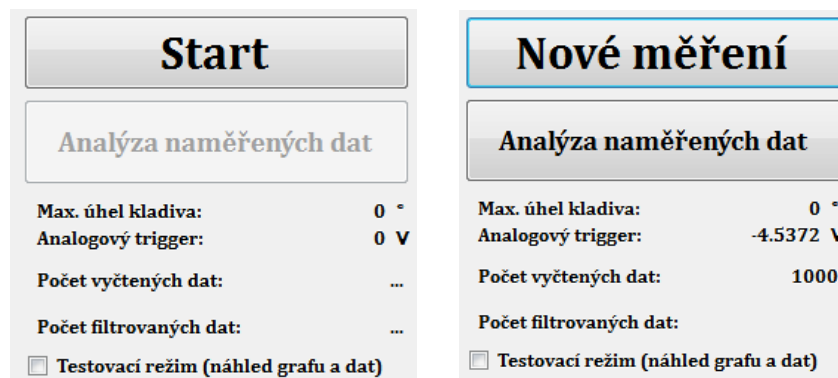 Start
Analýza naměřených dat
Max. úhel kladiva: 0 °
Analogový trigger: 0 V
Počet vyčtených dat: ...
Počet filtrovaných dat: ...
Testovací režim (náhled grafu a dat)
Nové měření
Analýza naměřených dat
Max. úhel kladiva: 0 °
Analogový trigger: -4.5372 V
Počet vyčtených dat: 1000
Počet filtrovaných dat:
Testovací režim (náhled grafu a dat)